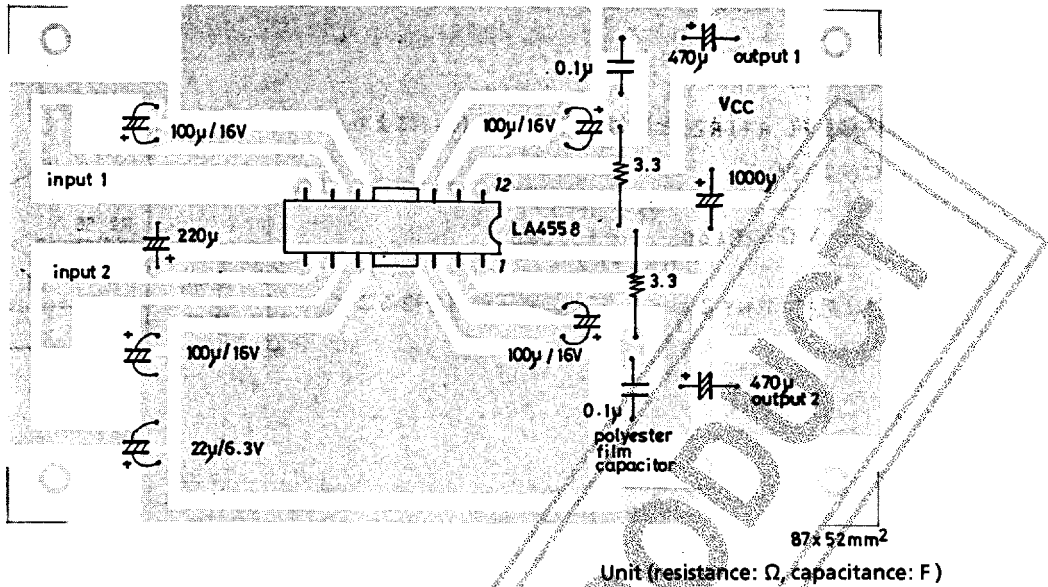 0.1μ
470μ
output 1
VCC
100μ/16V
100μ/16V
3.3
1000μ
input 1
12
LA4558
220μ
input 2
1
3.3
100μ/16V
100μ/16V
470μ
output 2
0.1μ
polyester
film
capacitor
22μ/6.3V
87x52mm²
Unit (resistance: Ω, capacitance: F)
ODUCT